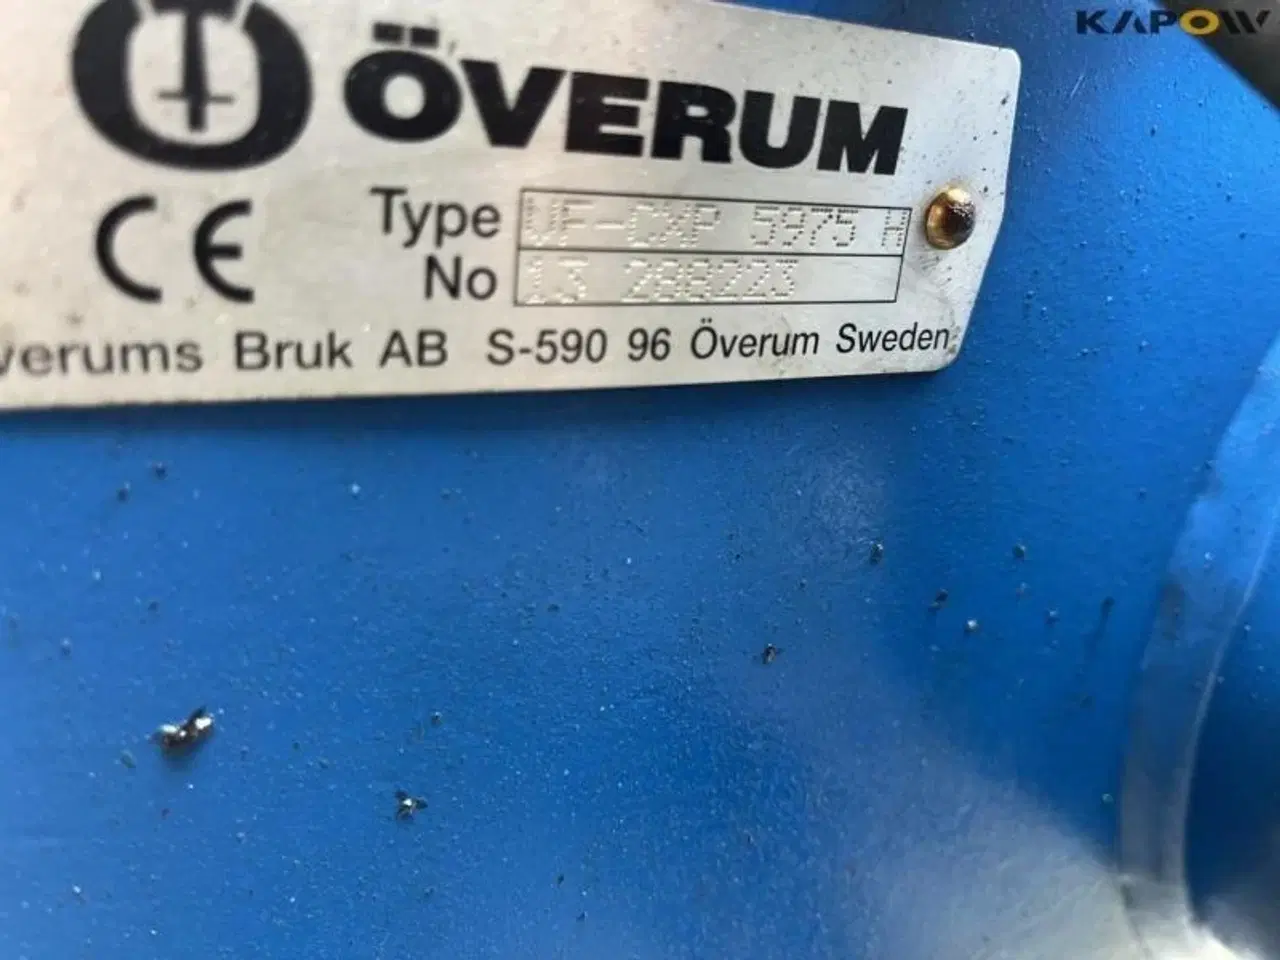 KAPOW
ÖVERUM
CE Type VF-CXP 5975 H
No 13 288223
verums Bruk AB S-590 96 Överum Sweden